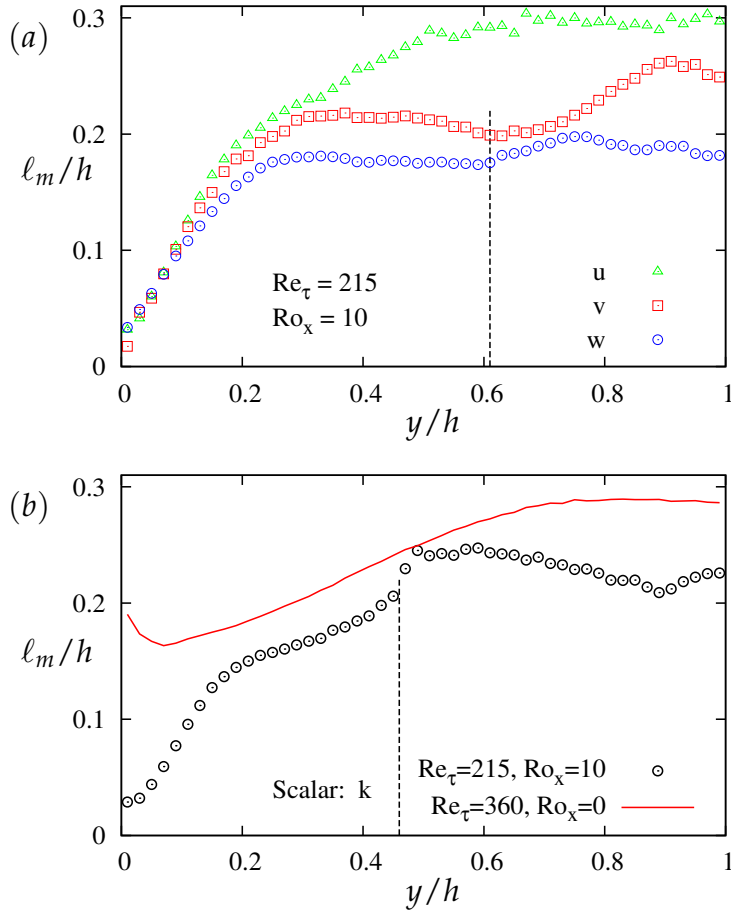 (a)
0.3
0.2
ℓm/h
0.1
0
Reτ = 215
Rox = 10
u
v
w
0 0.2 0.4 0.6 0.8 1
y/h
(b)
0.3
0.2
ℓm/h
0.1
0
Scalar: k
Reτ=215, Rox=10
Reτ=360, Rox=0
0 0.2 0.4 0.6 0.8 1
y/h